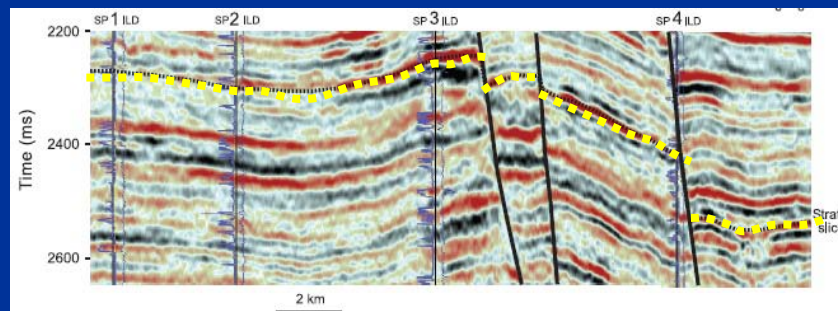 SP 1 ILD SP 2 ILD SP 3 ILD SP 4 ILD
2200
2400
2600
Time (ms)
Strat
slice
2 km